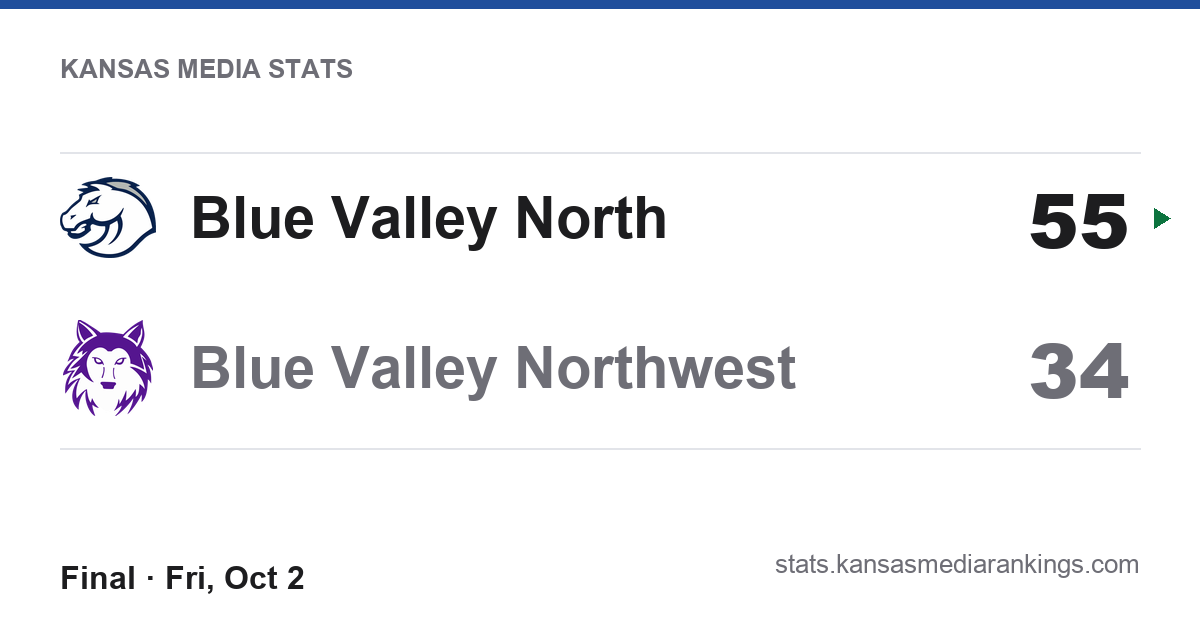 KANSAS MEDIA STATS
Blue Valley North 55
Blue Valley Northwest 34
Final · Fri, Oct 2
stats.kansasmediarankings.com